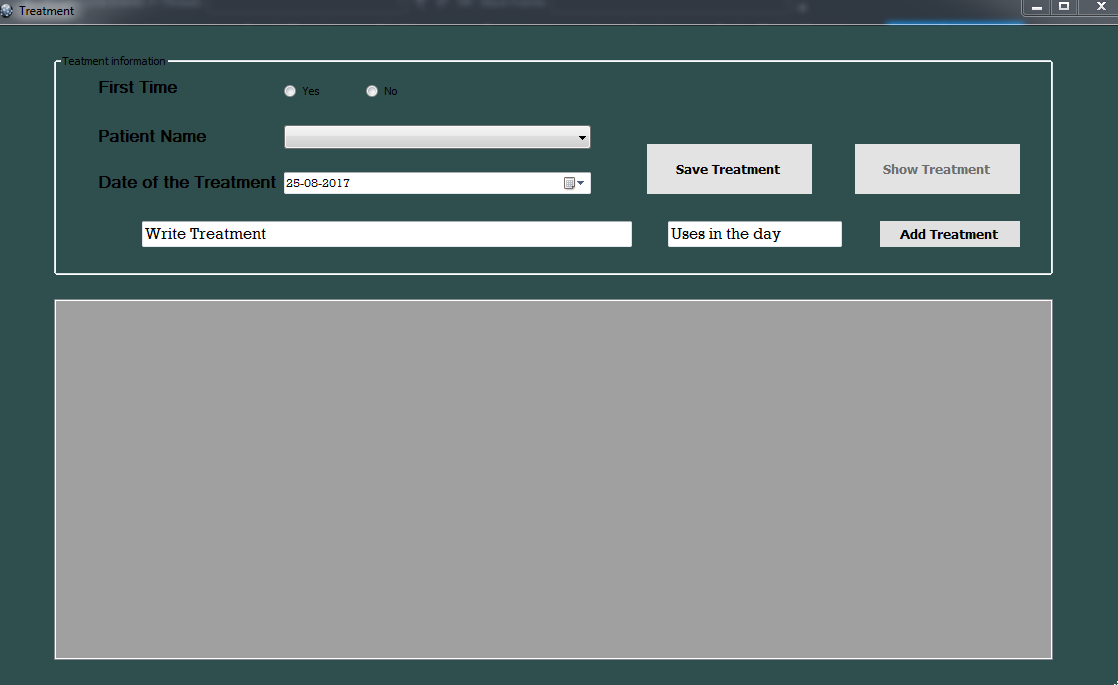 Treatment
Teatment information
First Time
Yes
No
Patient Name
Save Treatment
Show Treatment
Date of the Treatment
25-08-2017
Write Treatment
Uses in the day
Add Treatment